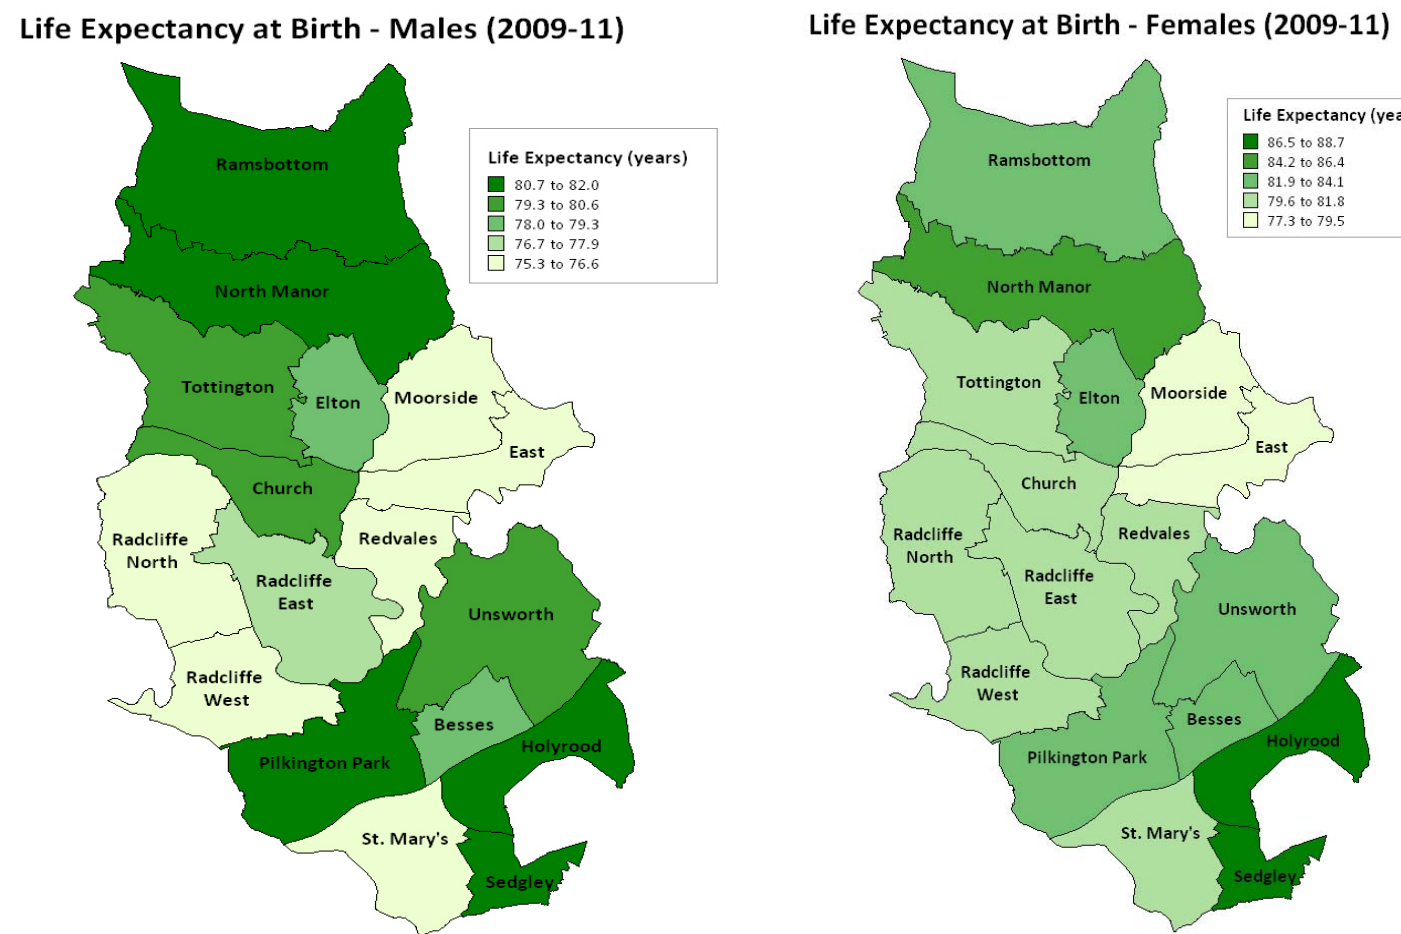 Life Expectancy at Birth - Males (2009-11)
Life Expectancy (years)
80.7 to 82.0
79.3 to 80.6
78.0 to 79.3
76.7 to 77.9
75.3 to 76.6
Ramsbottom
North Manor
Tottington
Elton
Moorside
East
Church
Radcliffe
North
Redvales
Radcliffe
East
Unsworth
Radcliffe
West
Besses
Holyrood
Pilkington Park
St. Mary's
Sedgley
Life Expectancy at Birth - Females (2009-11)
Life Expectancy (yea
86.5 to 88.7
84.2 to 86.4
81.9 to 84.1
79.6 to 81.8
77.3 to 79.5
Ramsbottom
North Manor
Tottington
Elton
Moorside
East
Church
Radcliffe
North
Redvales
Radcliffe
East
Unsworth
Radcliffe
West
Besses
Holyrood
Pilkington Park
St. Mary's
Sedgley